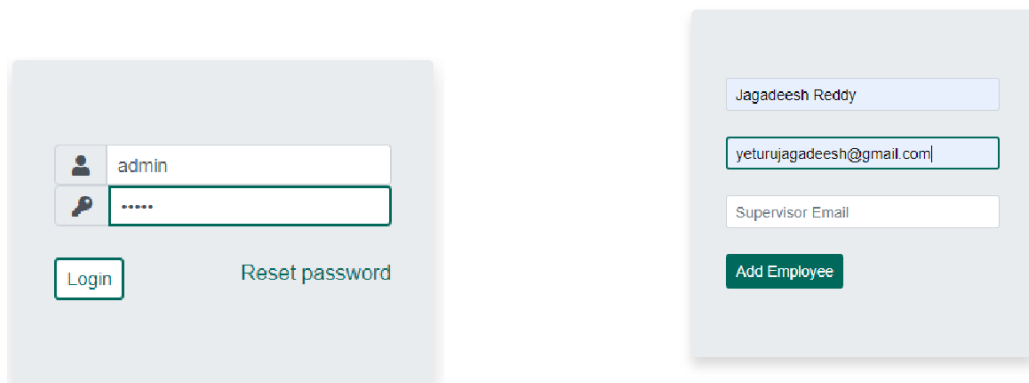 admin
•••••
Login
Reset password
Jagadeesh Reddy
yeturujagadeesh@gmail.com
Supervisor Email
Add Employee